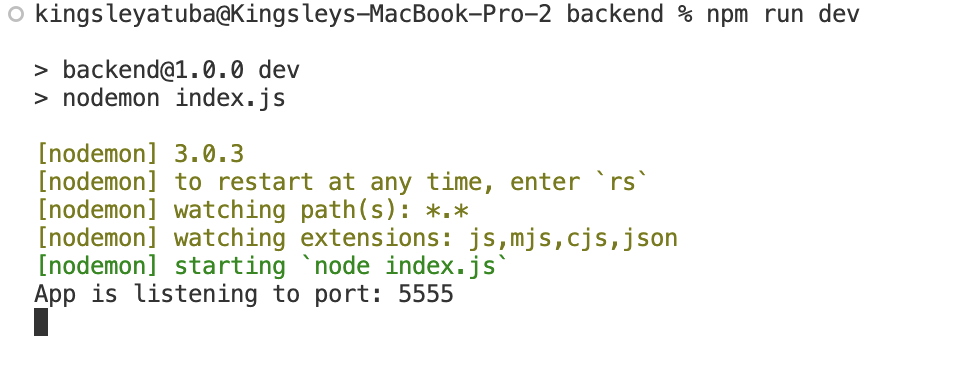 kingsleyatuba@Kingsleys-MacBook-Pro-2 backend % npm run dev
> backend@1.0.0 dev
> nodemon index.js
[nodemon] 3.0.3
[nodemon] to restart at any time, enter `rs`
[nodemon] watching path(s): *.*
[nodemon] watching extensions: js,mjs,cjs,json
[nodemon] starting `node index.js`
App is listening to port: 5555